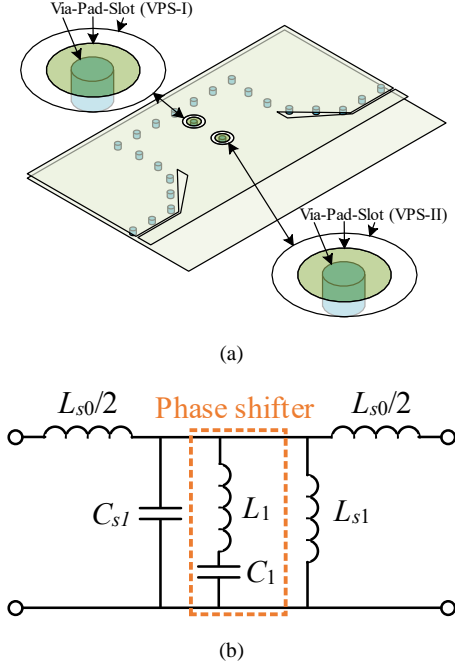 Via-Pad-Slot (VPS-I)
Via-Pad-Slot (VPS-II)
(a)
Lₛ₀/2
Phase shifter
Lₛ₀/2
Cₛ₁
L₁
C₁
Lₛ₁
(b)